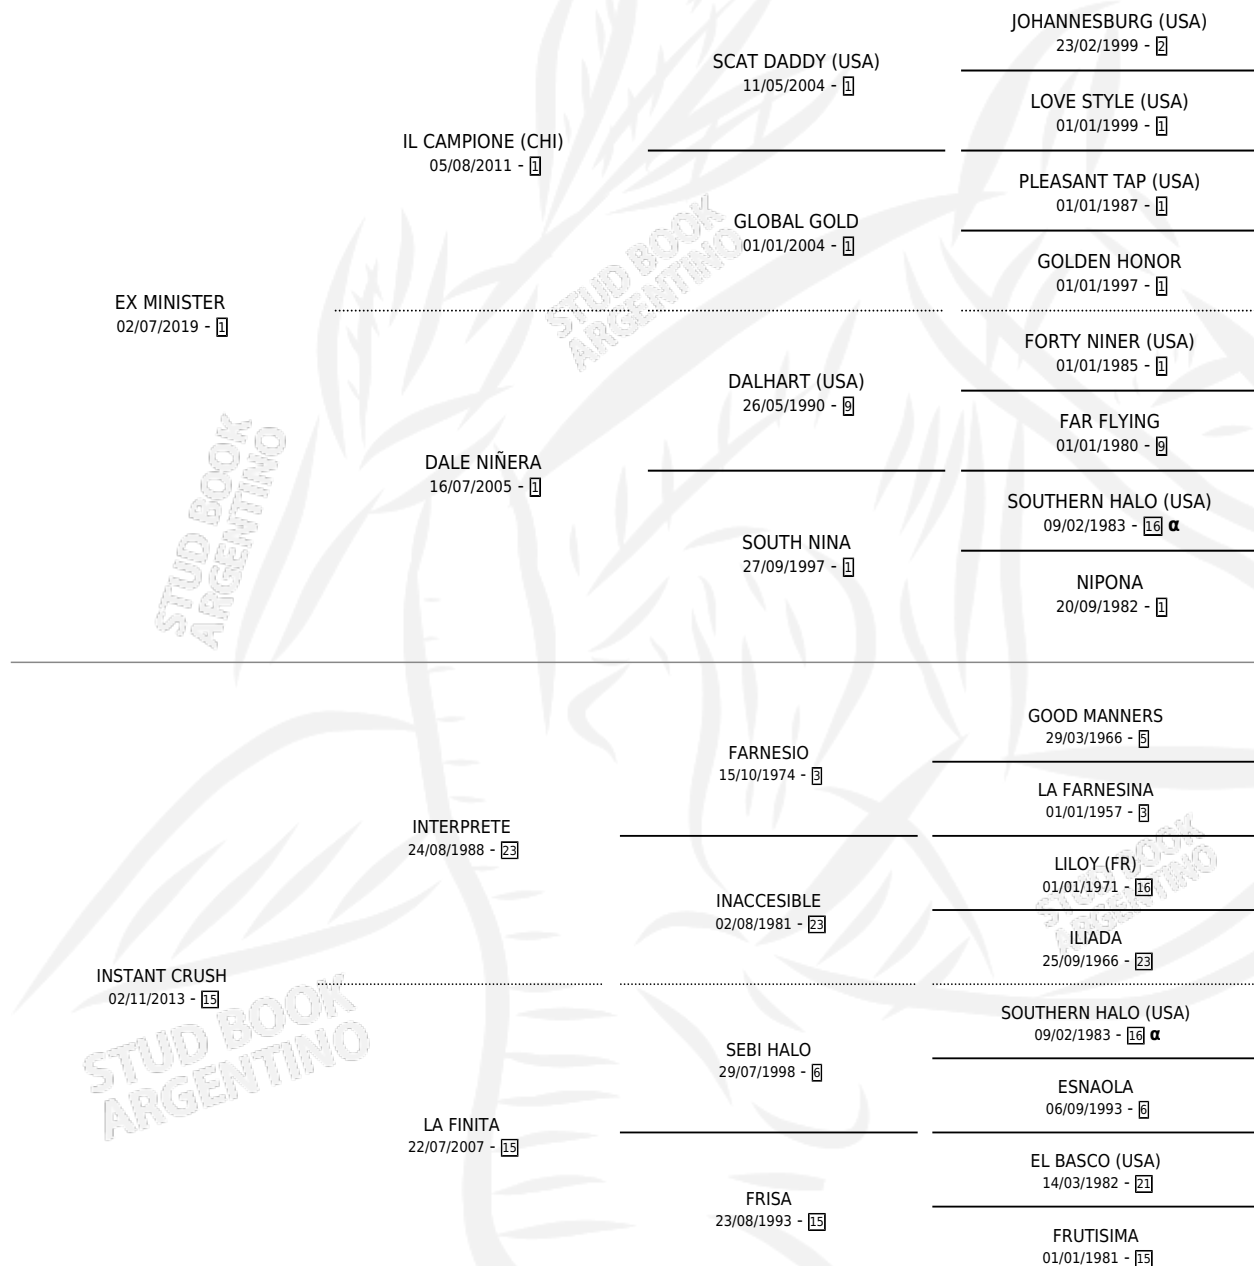 JOHANNESBURG (USA)
23/02/1999 - 2
SCAT DADDY (USA)
11/05/2004 - 1
LOVE STYLE (USA)
01/01/1999 - 1
IL CAMPIONE (CHI)
05/08/2011 - 1
PLEASANT TAP (USA)
01/01/1987 - 1
GLOBAL GOLD
01/01/2004 - 1
GOLDEN HONOR
01/01/1997 - 1
EX MINISTER
02/07/2019 - 1
FORTY NINER (USA)
01/01/1985 - 1
DALHART (USA)
26/05/1990 - 9
FAR FLYING
01/01/1980 - 9
DALE NIÑERA
16/07/2005 - 1
SOUTHERN HALO (USA)
09/02/1983 - 16 α
SOUTH NINA
27/09/1997 - 1
NIPONA
20/09/1982 - 1
GOOD MANNERS
29/03/1966 - 5
FARNESIO
15/10/1974 - 3
LA FARNESINA
01/01/1957 - 3
INTERPRETE
24/08/1988 - 23
LILOY (FR)
01/01/1971 - 16
INACCESIBLE
02/08/1981 - 23
ILIADA
25/09/1966 - 23
INSTANT CRUSH
02/11/2013 - 15
SOUTHERN HALO (USA)
09/02/1983 - 16 α
SEBI HALO
29/07/1998 - 6
ESNAOLA
06/09/1993 - 6
LA FINITA
22/07/2007 - 15
EL BASCO (USA)
14/03/1982 - 21
FRISA
23/08/1993 - 15
FRUTISIMA
01/01/1981 - 15
STUD BOOK
ARGENTINO
STUD BOOK
ARGENTINO
STUD BOOK
ARGENTINO
STUD BOOK
ARGENTINO